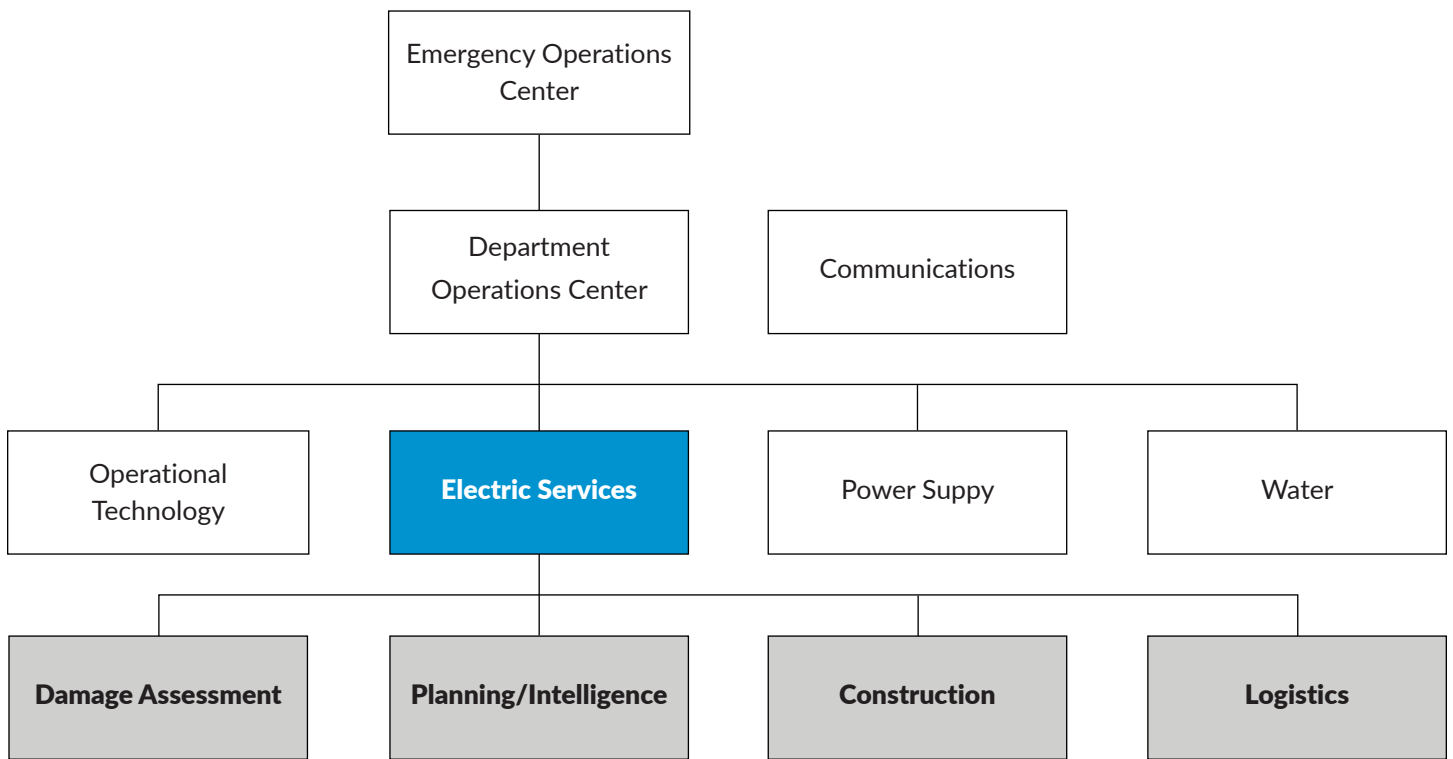 Emergency Operations
Center
Department
Operations Center
Communications
Operational
Technology
Electric Services
Power Suppy
Water
Damage Assessment
Planning/Intelligence
Construction
Logistics